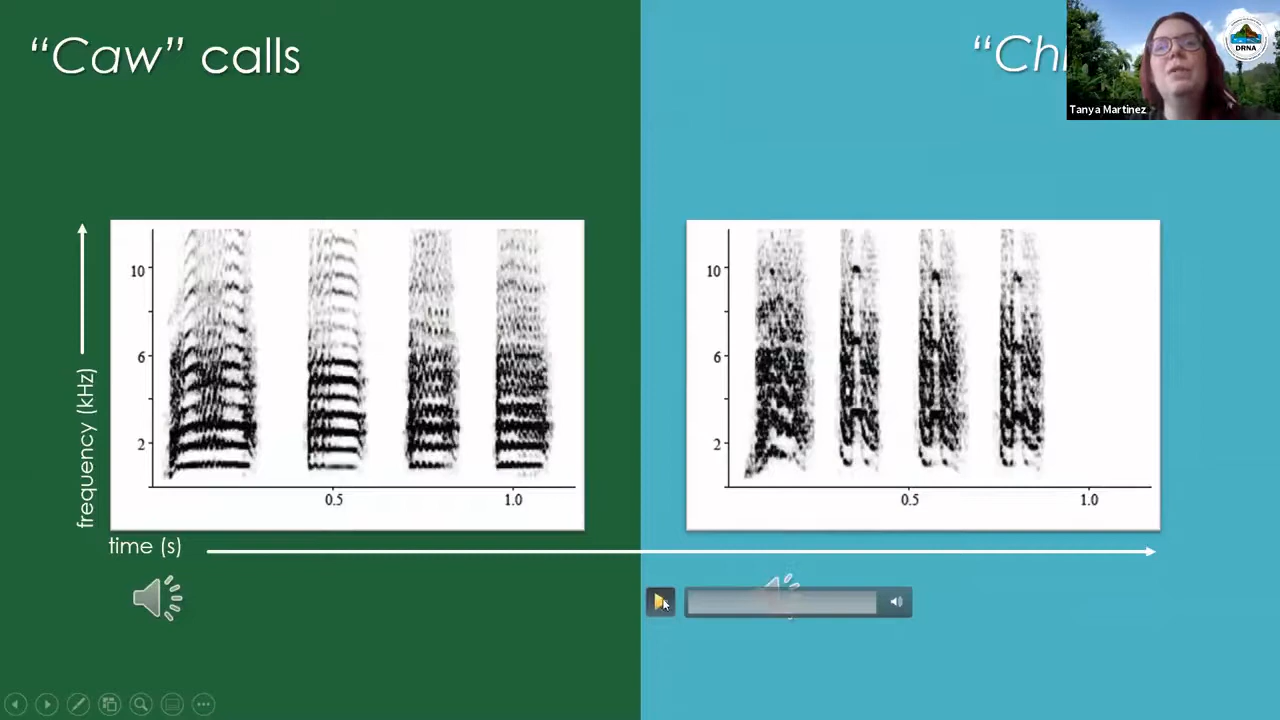 “Caw” calls
“Ch
DRNA
Tanya Martinez
frequency (kHz)
10
6
2
0.5
1.0
10
6
2
0.5
1.0
time (s)